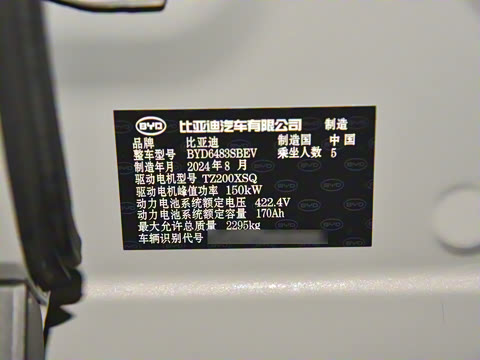 BYD 比亚迪汽车有限公司 制造
品牌 比亚迪 制造国 中国
整车型号 BYD6483SBEV 乘坐人数 5
制造年月 2024年8月
驱动电机型号 TZ200XSQ
驱动电机峰值功率 150kW
动力电池系统额定电压 422.4V
动力电池系统额定容量 170Ah
最大允许总质量 2295kg
车辆识别代号